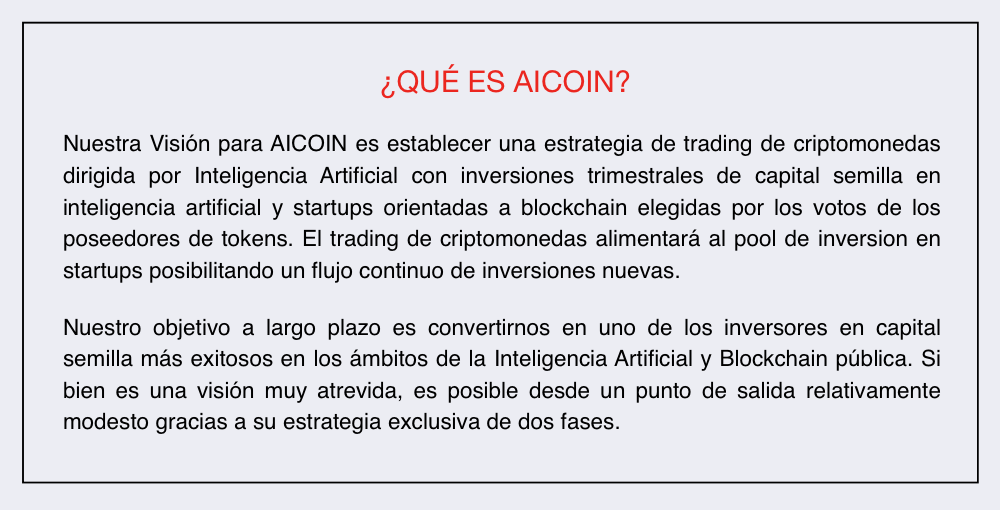 ¿QUÉ ES AICOIN?
Nuestra Visión para AICOIN es establecer una estrategia de trading de criptomonedas
dirigida por Inteligencia Artificial con inversiones trimestrales de capital semilla en
inteligencia artificial y startups orientadas a blockchain elegidas por los votos de los
poseedores de tokens. El trading de criptomonedas alimentará al pool de inversion en
startups posibilitando un flujo continuo de inversiones nuevas.
Nuestro objetivo a largo plazo es convertirnos en uno de los inversores en capital
semilla más exitosos en los ámbitos de la Inteligencia Artificial y Blockchain pública. Si
bien es una visión muy atrevida, es posible desde un punto de salida relativamente
modesto gracias a su estrategia exclusiva de dos fases.